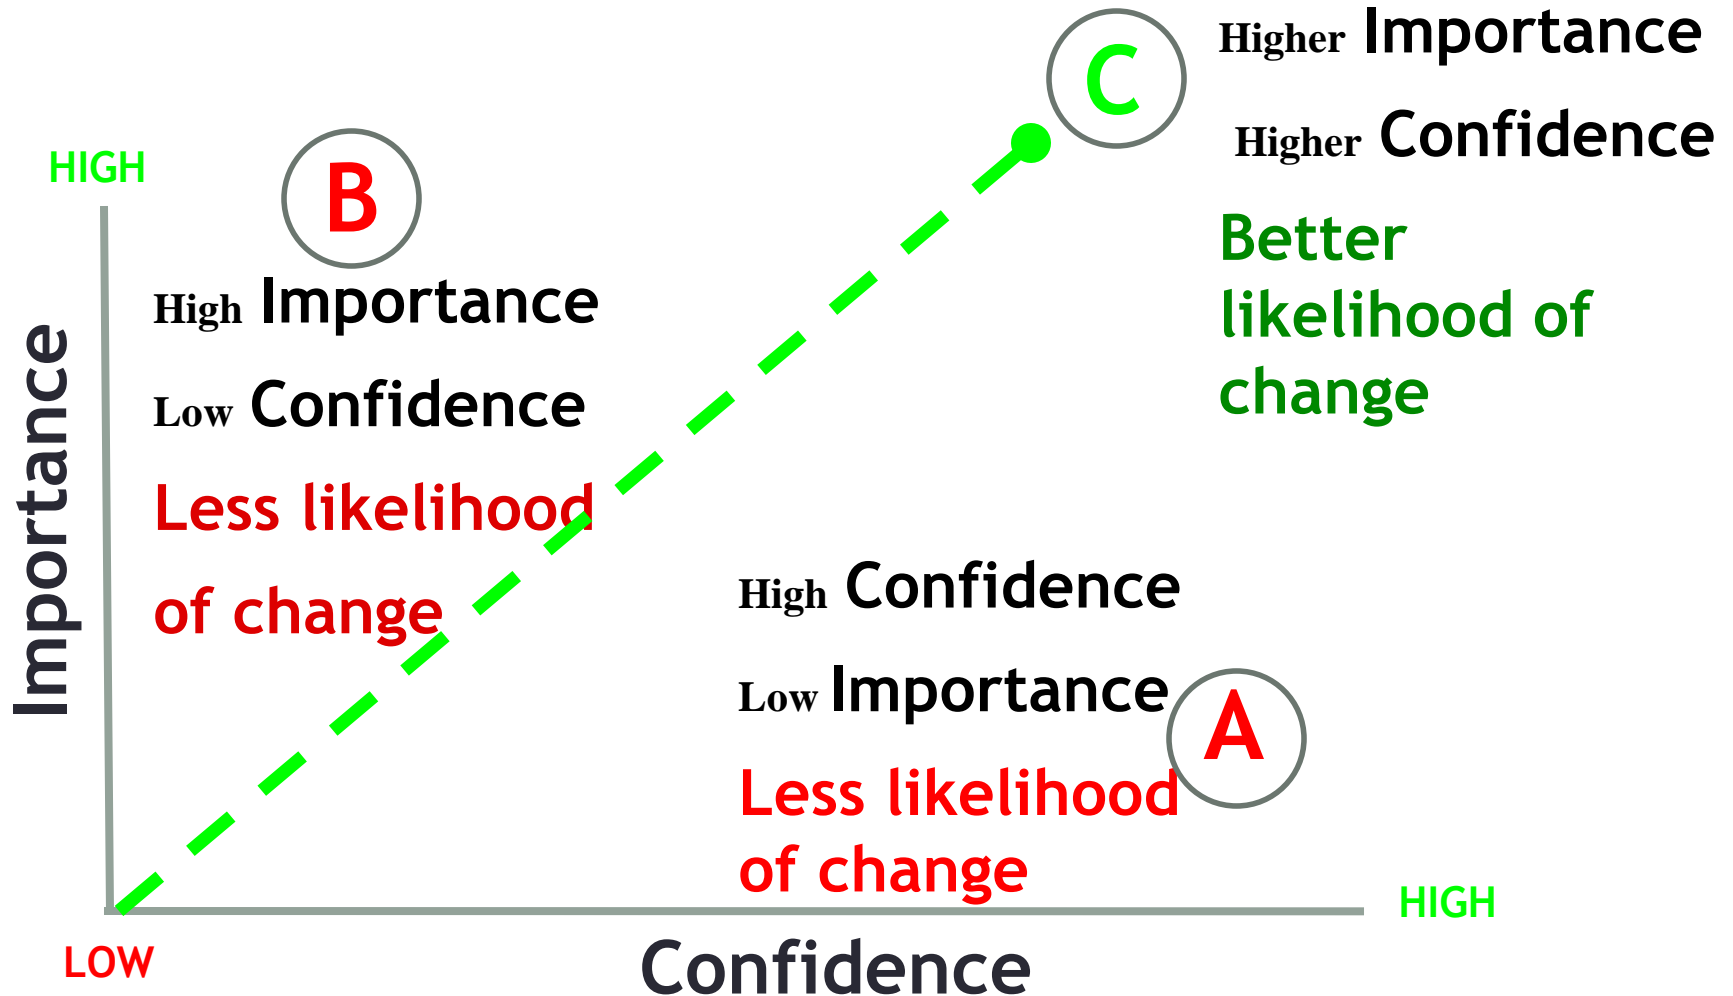 C
Higher Importance
Higher Confidence
Better
likelihood of
change
HIGH
B
High Importance
Low Confidence
Less likelihood
of change
Importance
High Confidence
Low Importance
A
Less likelihood
of change
HIGH
LOW
Confidence